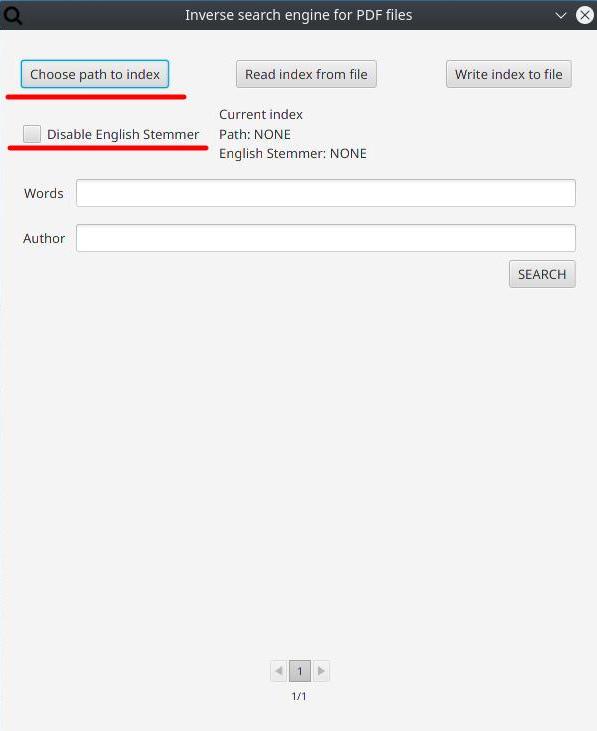 Inverse search engine for PDF files
Choose path to index
Read index from file
Write index to file
Current index
Disable English Stemmer
Path: NONE
English Stemmer: NONE
Words
Author
SEARCH
1
1/1